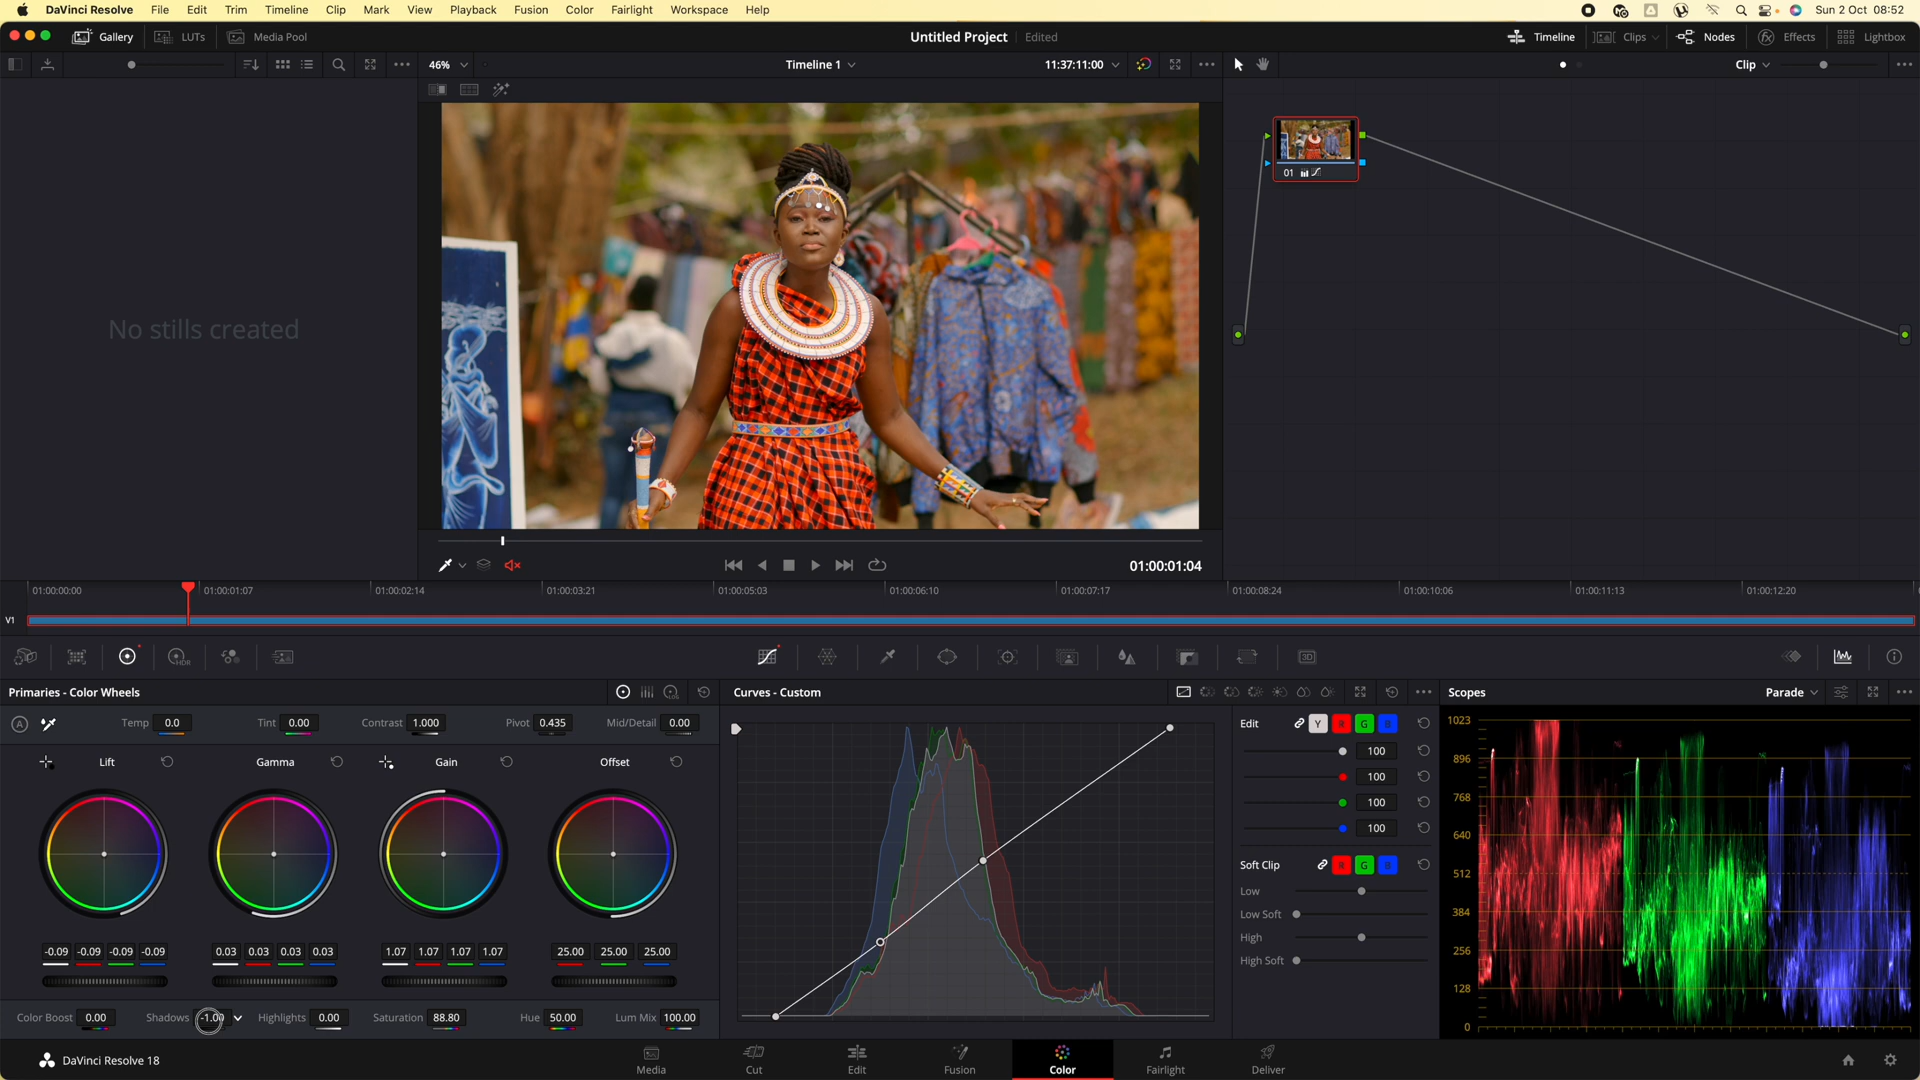 DaVinci Resolve File Edit Trim Timeline Clip Mark View Playback Fusion Color Fairlight Workspace Help Sun 2 Oct 08:52
Gallery LUTs Media Pool Untitled Project Edited Timeline Clips Nodes Effects Lightbox
46% Timeline 1 11:37:11:00 Clip
No stills created
01
01:00:01:04
01:00:00:00 01:00:01:07 01:00:02:14 01:00:03:21 01:00:05:03 01:00:06:10 01:00:07:17 01:00:08:24 01:00:10:06 01:00:11:13 01:00:12:20
V1
HDR 3D
Primaries - Color Wheels LOG
Curves - Custom
Scopes Parade
A Temp 0.0 Tint 0.00 Contrast 1.000 Pivot 0.435 Mid/Detail 0.00
Lift Gamma Gain Offset
-0.09 -0.09 -0.09 -0.09 0.03 0.03 0.03 0.03 1.07 1.07 1.07 1.07 25.00 25.00 25.00
Color Boost 0.00 Shadows -1.00 Highlights 0.00 Saturation 88.80 Hue 50.00 Lum Mix 100.00
Edit Y R G B
100
100
100
100
Soft Clip R G B
Low
Low Soft
High
High Soft
1023
896
768
640
512
384
256
128
0
DaVinci Resolve 18
Media Cut Edit Fusion Color Fairlight Deliver